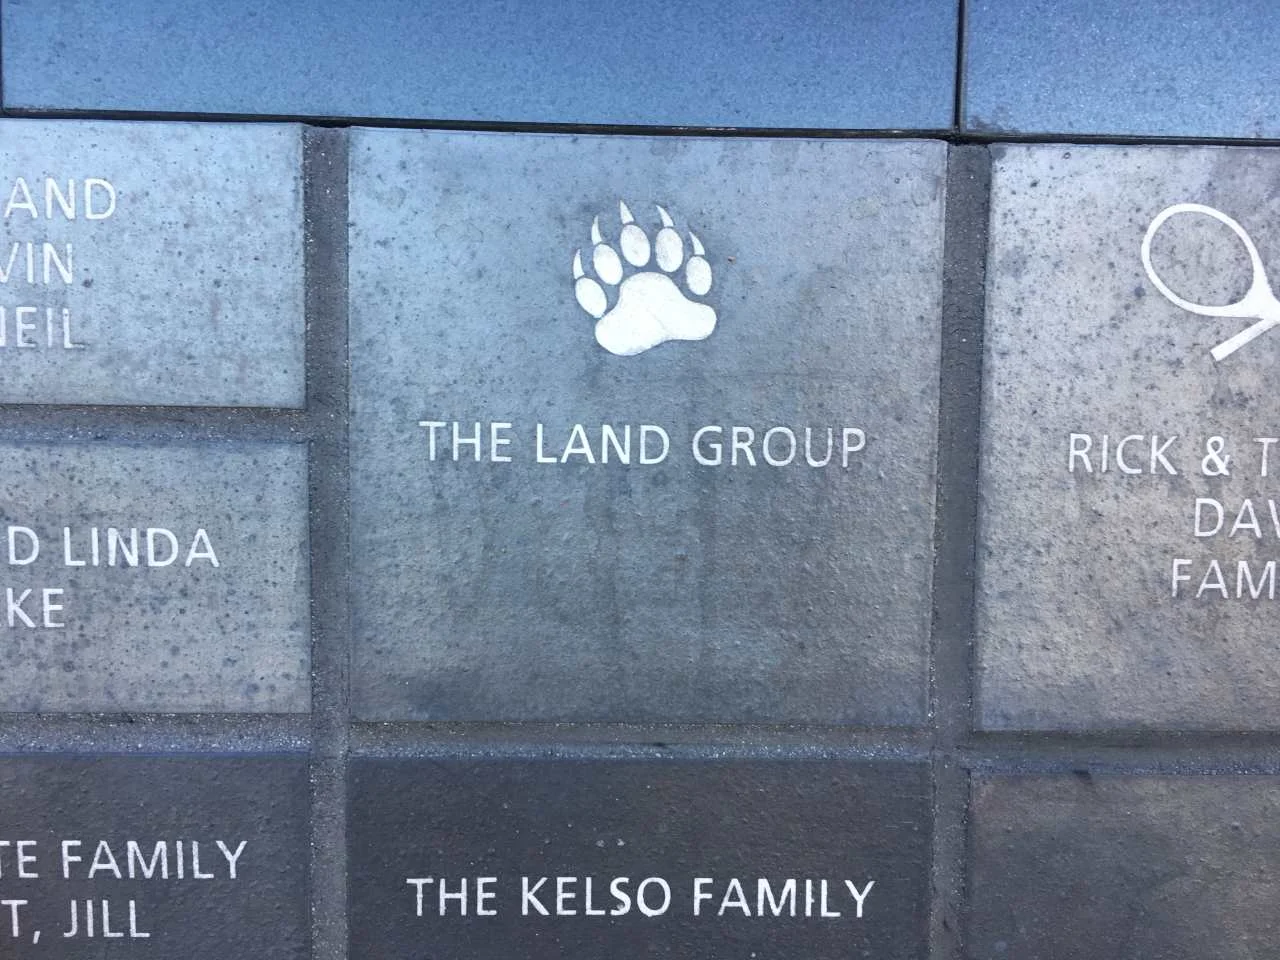 AND
VIN
NEIL
D LINDA
KE
TE FAMILY
T, JILL
THE LAND GROUP
THE KELSO FAMILY
RICK & T
DAV
FAM